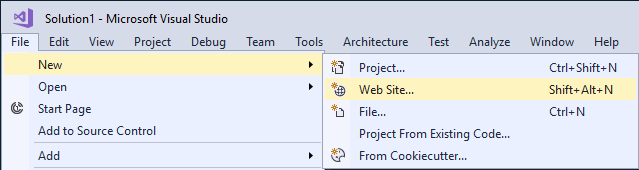 Solution1 - Microsoft Visual Studio
File Edit View Project Debug Team Tools Architecture Test Analyze Window Help
New
Project... Ctrl+Shift+N
Open
Web Site... Shift+Alt+N
Start Page
File... Ctrl+N
Add to Source Control
Project From Existing Code...
Add
From Cookiecutter...